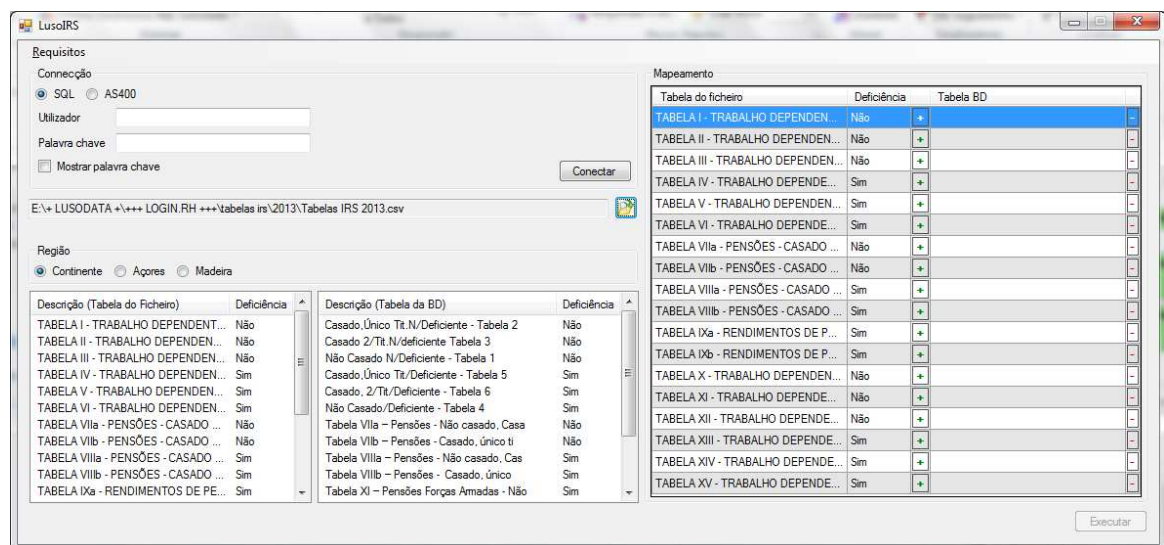 LusoIRS
Requisitos
Connecção
SQL AS400
Utilizador
Palavra chave
Mostrar palavra chave
Conectar
E:\+ LUSODATA +\+++ LOGIN.RH +++\tabelas irs\2013\Tabelas IRS 2013.csv
Região
Continente Açores Madeira
Descrição (Tabela do Ficheiro) Deficiência
TABELA I - TRABALHO DEPENDENT... Não
TABELA II - TRABALHO DEPENDEN... Não
TABELA III - TRABALHO DEPENDEN... Não
TABELA IV - TRABALHO DEPENDEN... Sim
TABELA V - TRABALHO DEPENDEN... Sim
TABELA VI - TRABALHO DEPENDEN... Sim
TABELA VIIa - PENSÕES - CASADO ... Não
TABELA VIIb - PENSÕES - CASADO ... Não
TABELA VIIIa - PENSÕES - CASADO ... Sim
TABELA VIIIb - PENSÕES - CASADO ... Sim
TABELA IXa - RENDIMENTOS DE PE... Sim
Descrição (Tabela da BD) Deficiência
Casado,Único Tit.N/Deficiente - Tabela 2 Não
Casado 2/Tit.N/deficiente Tabela 3 Não
Não Casado N/Deficiente - Tabela 1 Não
Casado,Único Tit/Deficiente - Tabela 5 Sim
Casado, 2/Tit/Deficiente - Tabela 6 Sim
Não Casado/Deficiente - Tabela 4 Sim
Tabela VIIa – Pensões - Não casado, Casa Não
Tabela VIIb – Pensões - Casado, único ti Não
Tabela VIIIa – Pensões - Não casado, Cas Sim
Tabela VIIIb – Pensões - Casado, único Sim
Tabela XI – Pensões Forças Armadas - Não Sim
Mapeamento
Tabela do ficheiro Deficiência Tabela BD
TABELA I - TRABALHO DEPENDEN... Não + -
TABELA II - TRABALHO DEPENDEN... Não + -
TABELA III - TRABALHO DEPENDEN... Não + -
TABELA IV - TRABALHO DEPENDE... Sim + -
TABELA V - TRABALHO DEPENDEN... Sim + -
TABELA VI - TRABALHO DEPENDEN... Sim + -
TABELA VIIa - PENSÕES - CASADO ... Não + -
TABELA VIIb - PENSÕES - CASADO ... Não + -
TABELA VIIIa - PENSÕES - CASADO ... Sim + -
TABELA VIIIb - PENSÕES - CASADO ... Sim + -
TABELA IXa - RENDIMENTOS DE P... Sim + -
TABELA IXb - RENDIMENTOS DE P... Sim + -
TABELA X - TRABALHO DEPENDEN... Não + -
TABELA XI - TRABALHO DEPENDEN... Não + -
TABELA XII - TRABALHO DEPENDE... Não + -
TABELA XIII - TRABALHO DEPENDE... Sim + -
TABELA XIV - TRABALHO DEPENDE... Sim + -
TABELA XV - TRABALHO DEPENDE... Sim + -
Executar